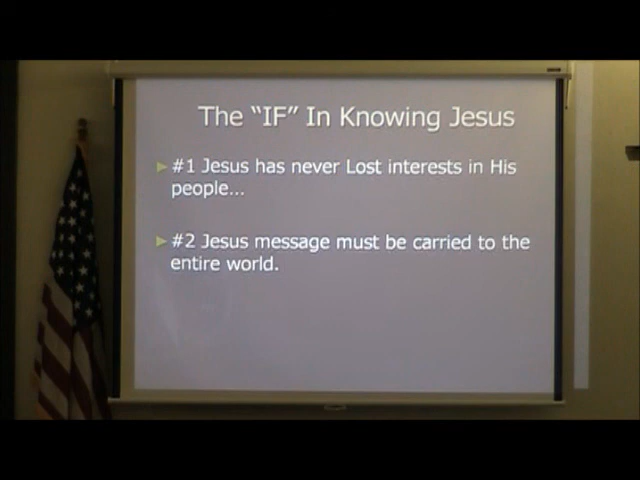 The “IF” In Knowing Jesus
#1 Jesus has never Lost interests in His
people...
#2 Jesus message must be carried to the
entire world.